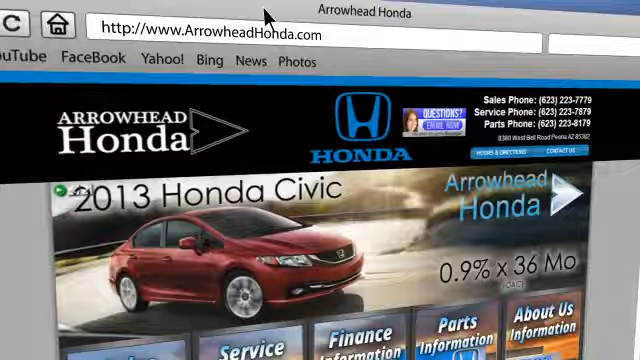 Arrowhead Honda
http://www.ArrowheadHonda.com
YouTube FaceBook Yahoo! Bing News Photos
ARROWHEAD
Honda
HONDA
QUESTIONS?
EMAIL NOW
Sales Phone: (623) 223-7779
Service Phone: (623) 223-7879
Parts Phone: (623) 223-8179
8380 West Bell Road Peoria AZ 85382
HOURS & DIRECTIONS
CONTACT US
2013 Honda Civic
Arrowhead
Honda
0.9% x 36 Mo
(OAC)
Service
Finance
Information
Parts
Information
About Us
Information